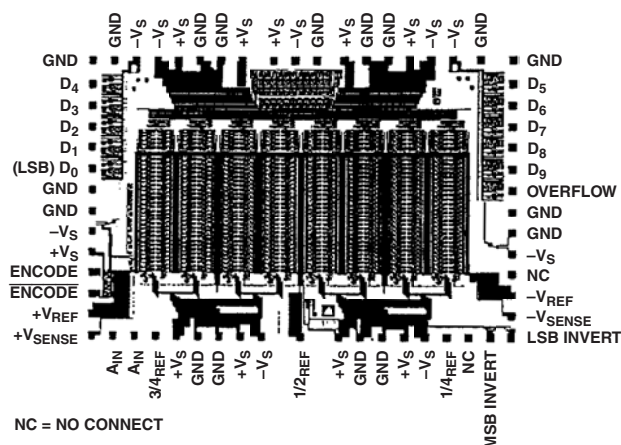 GND
–VS
–VS
+VS
GND
GND
+VS
–VS
GND
+VS
GND
GND
+VS
–VS
–VS
GND
GND
D4
D3
D2
D1
(LSB) D0
GND
GND
–VS
+VS
ENCODE
ENCODE
+VREF
+VSENSE
GND
D5
D6
D7
D8
D9
OVERFLOW
GND
GND
–VS
NC
–VREF
–VSENSE
LSB INVERT
AIN
AIN
3/4REF
+VS
GND
GND
+VS
–VS
1/2REF
+VS
GND
GND
+VS
–VS
1/4REF
NC
MSB INVERT
NC = NO CONNECT